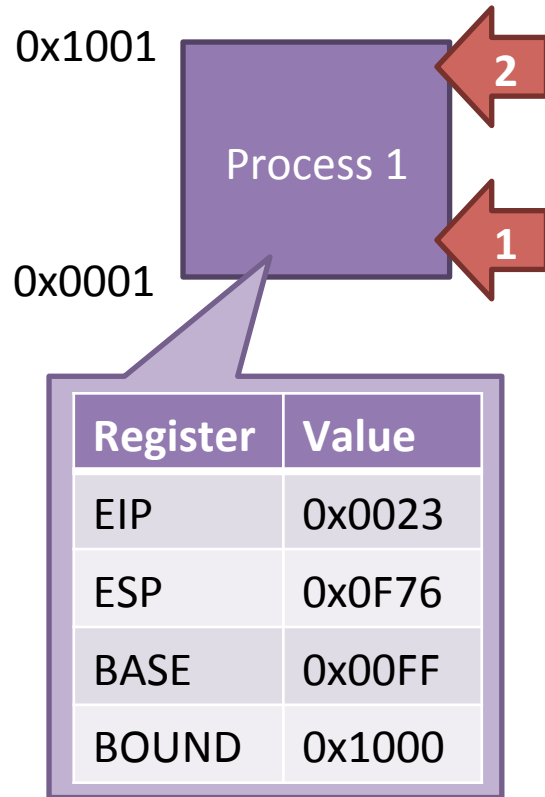 0x1001
2
Process 1
1
0x0001
Register Value
EIP 0x0023
ESP 0x0F76
BASE 0x00FF
BOUND 0x1000